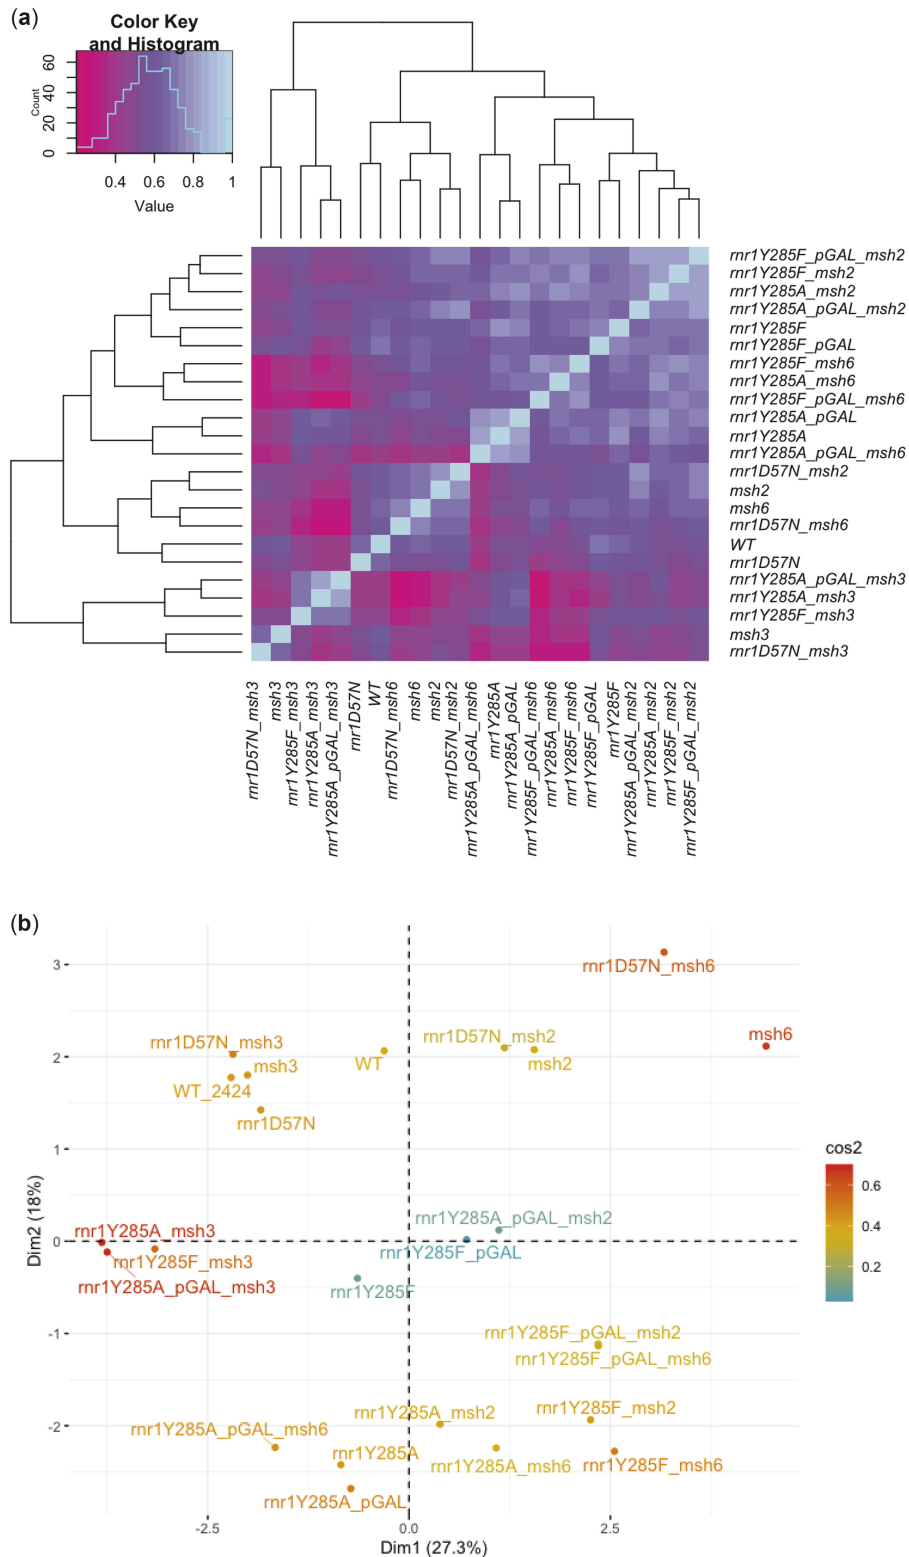 (a)
Color Key
and Histogram
Count
0
20
40
60
0.4
0.6
0.8
1
Value
rnr1Y285F_pGAL_msh2
rnr1Y285F_msh2
rnr1Y285A_msh2
rnr1Y285A_pGAL_msh2
rnr1Y285F
rnr1Y285F_pGAL
rnr1Y285F_msh6
rnr1Y285A_msh6
rnr1Y285F_pGAL_msh6
rnr1Y285A_pGAL
rnr1Y285A
rnr1Y285A_pGAL_msh6
rnr1D57N_msh2
msh2
msh6
rnr1D57N_msh6
WT
rnr1D57N
rnr1Y285A_pGAL_msh3
rnr1Y285A_msh3
rnr1Y285F_msh3
msh3
rnr1D57N_msh3
rnr1D57N_msh3
msh3
rnr1Y285F_msh3
rnr1Y285A_msh3
rnr1Y285A_pGAL_msh3
rnr1D57N
WT
rnr1D57N_msh6
msh6
msh2
rnr1D57N_msh2
rnr1Y285A_pGAL_msh6
rnr1Y285A
rnr1Y285A_pGAL
rnr1Y285F_pGAL_msh6
rnr1Y285A_msh6
rnr1Y285F_msh6
rnr1Y285F_pGAL
rnr1Y285F
rnr1Y285A_pGAL_msh2
rnr1Y285A_msh2
rnr1Y285F_msh2
rnr1Y285F_pGAL_msh2
(b)
Dim2 (18%)
3
2
1
0
-1
-2
rnr1D57N_msh6
msh6
rnr1D57N_msh3
msh3
WT_2424
rnr1D57N
WT
rnr1D57N_msh2
msh2
rnr1Y285A_msh3
rnr1Y285F_msh3
rnr1Y285A_pGAL_msh3
rnr1Y285A_pGAL_msh2
rnr1Y285F_pGAL
rnr1Y285F
rnr1Y285F_pGAL_msh2
rnr1Y285F_pGAL_msh6
rnr1Y285A_msh2
rnr1Y285F_msh2
rnr1Y285A_pGAL_msh6
rnr1Y285A
rnr1Y285A_msh6
rnr1Y285F_msh6
rnr1Y285A_pGAL
-2.5
0.0
2.5
Dim1 (27.3%)
cos2
0.6
0.4
0.2